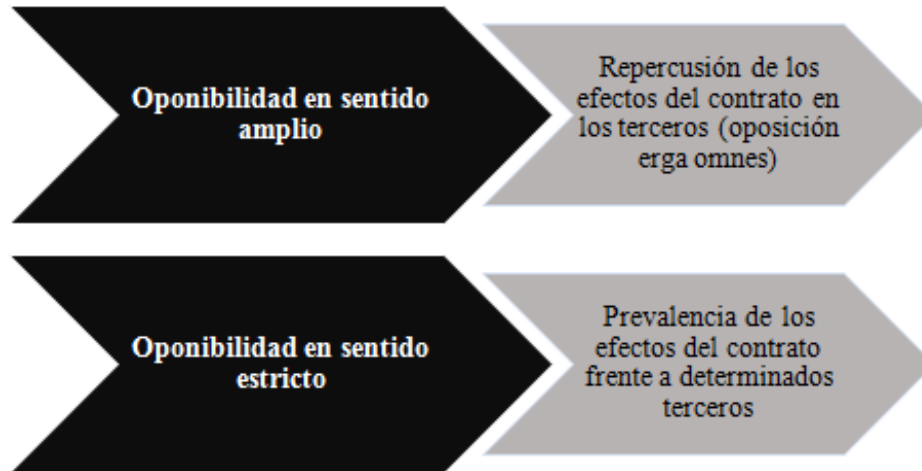 Oponibilidad en sentido
amplio
Repercusión de los
efectos del contrato en
los terceros (oposición
erga omnes)
Oponibilidad en sentido
estricto
Prevalencia de los
efectos del contrato
frente a determinados
terceros